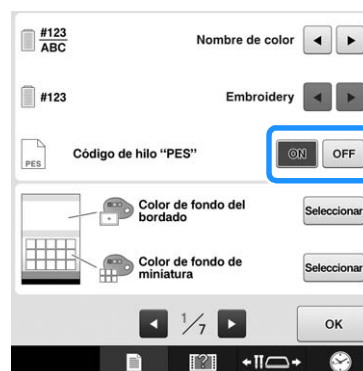 #123
ABC
Nombre de color
#123
Embroidery
PES
Código de hilo “PES”
ON
OFF
Color de fondo del
bordado
Seleccionar
Color de fondo de
miniatura
Seleccionar
1/7
OK